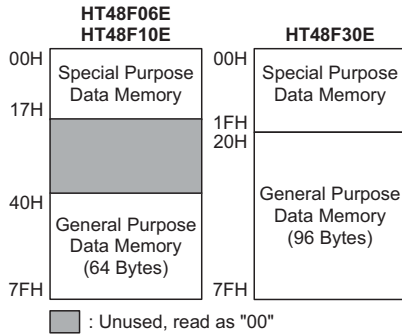 HT48F06E
HT48F10E
00H
Special Purpose
Data Memory
17H
40H
General Purpose
Data Memory
(64 Bytes)
7FH
HT48F30E
00H
Special Purpose
Data Memory
1FH
20H
General Purpose
Data Memory
(96 Bytes)
7FH
: Unused, read as "00"